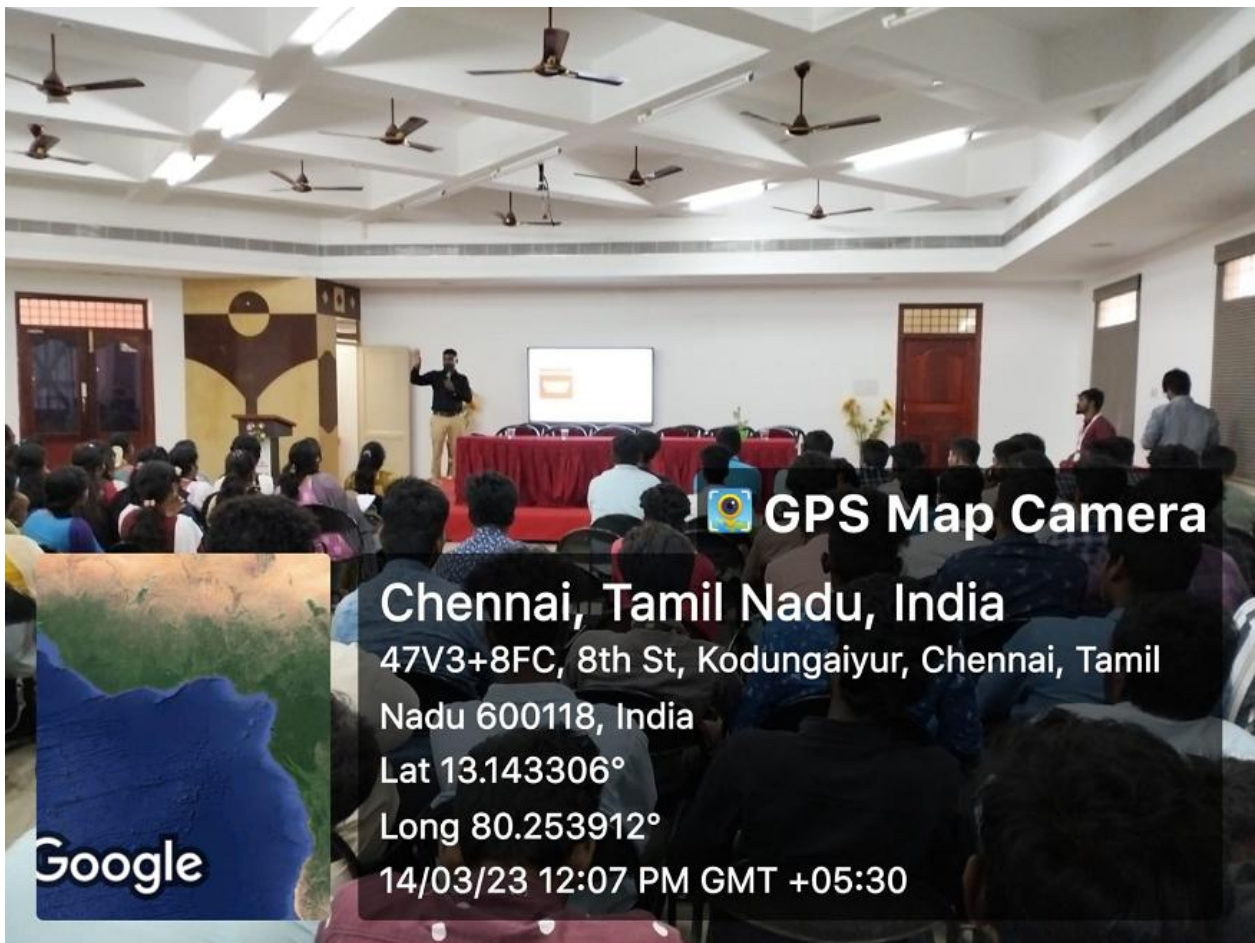 GPS Map Camera
Chennai, Tamil Nadu, India
47V3+8FC, 8th St, Kodungaiyur, Chennai, Tamil
Nadu 600118, India
Lat 13.143306°
Long 80.253912°
14/03/23 12:07 PM GMT +05:30
Google